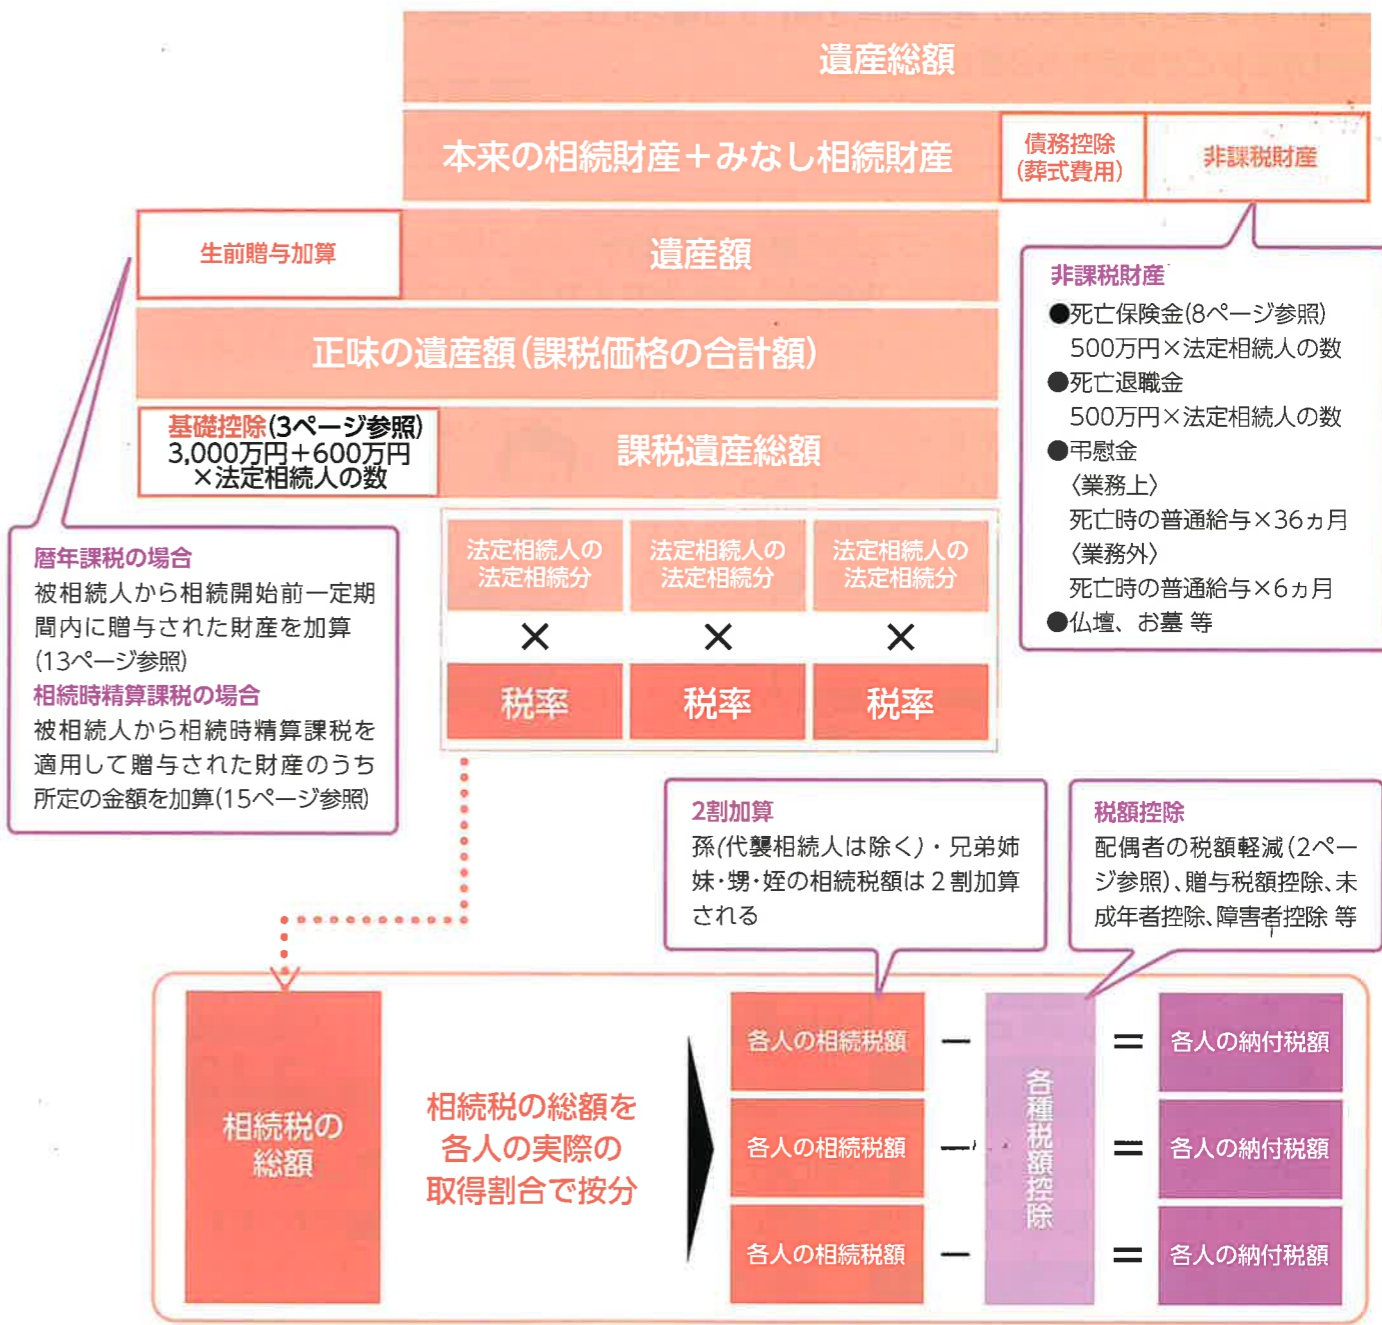 遺産総額
本来の相続財産＋みなし相続財産
債務控除
(葬式費用)
非課税財産
生前贈与加算
遺産額
非課税財産
●死亡保険金(8ページ参照)
500万円×法定相続人の数
●死亡退職金
500万円×法定相続人の数
●弔慰金
〈業務上〉
死亡時の普通給与×36ヵ月
〈業務外〉
死亡時の普通給与×6ヵ月
●仏壇、お墓 等
正味の遺産額(課税価格の合計額)
基礎控除(3ページ参照)
3,000万円＋600万円
×法定相続人の数
課税遺産総額
暦年課税の場合
被相続人から相続開始前一定期
間内に贈与された財産を加算
(13ページ参照)
相続時精算課税の場合
被相続人から相続時精算課税を
適用して贈与された財産のうち
所定の金額を加算(15ページ参照)
法定相続人の
法定相続分
法定相続人の
法定相続分
法定相続人の
法定相続分
× × ×
税率 税率 税率
2割加算
孫(代襲相続人は除く)・兄弟姉
妹・甥・姪の相続税額は2割加算
される
税額控除
配偶者の税額軽減(2ペー
ジ参照)、贈与税額控除、未
成年者控除、障害者控除 等
相続税の
総額
相続税の総額を
各人の実際の
取得割合で按分
各人の相続税額 － ＝ 各人の納付税額
各人の相続税額 － ＝ 各人の納付税額
各人の相続税額 － ＝ 各人の納付税額
各種税額控除